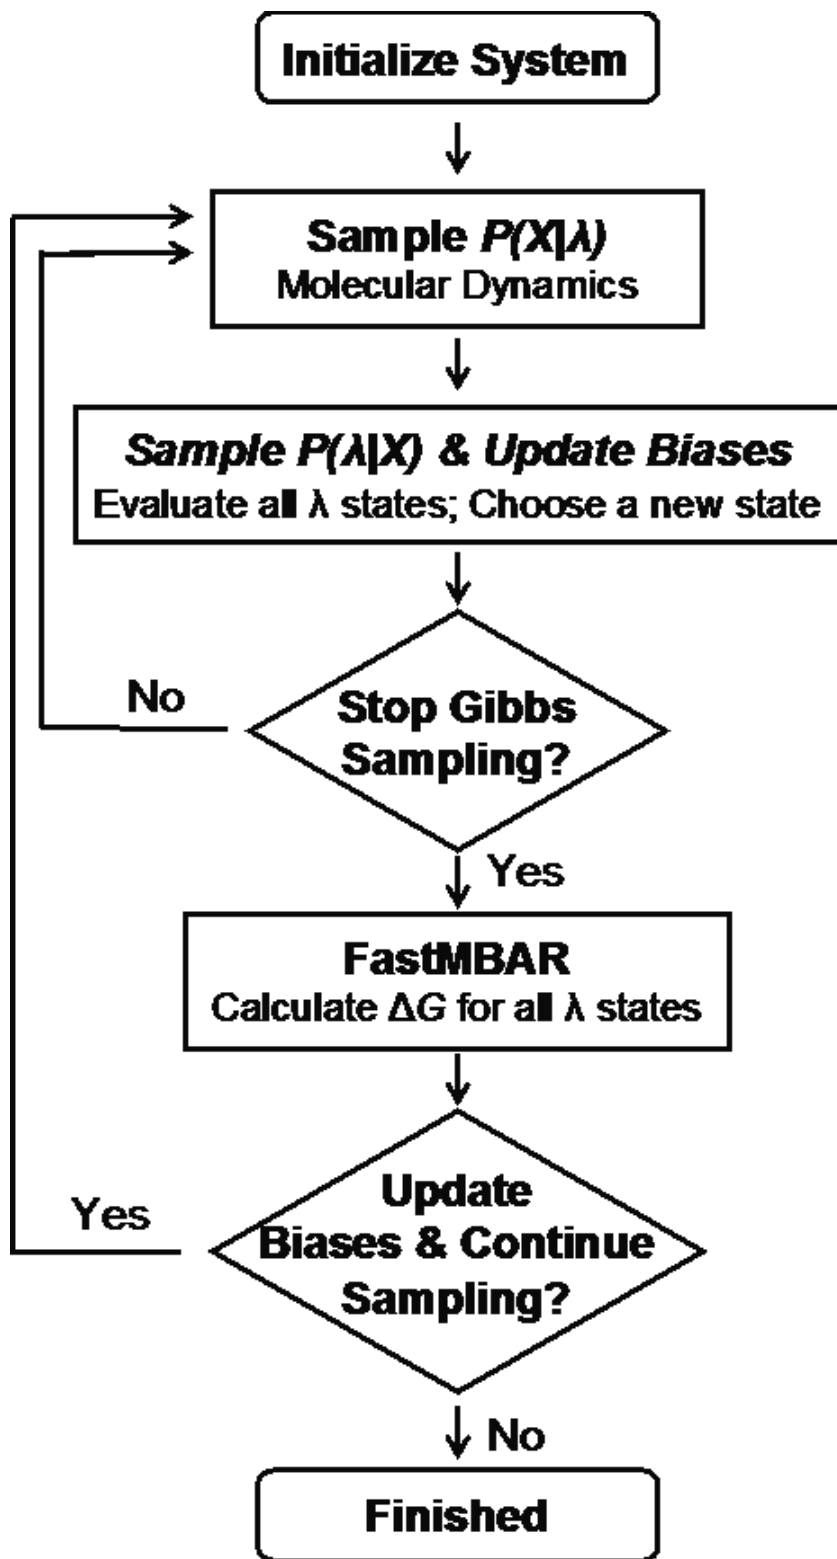 Initialize System
Sample P(X|λ)
Molecular Dynamics
Sample P(λ|X) & Update Biases
Evaluate all λ states; Choose a new state
No
Stop Gibbs
Sampling?
Yes
FastMBAR
Calculate ΔG for all λ states
Yes
Update
Biases & Continue
Sampling?
No
Finished